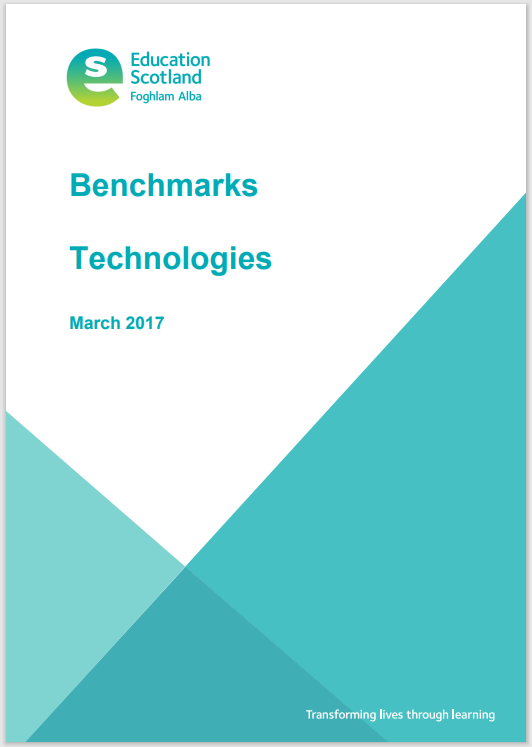 Education
Scotland
Foghlam Alba
Benchmarks
Technologies
March 2017
Transforming lives through learning